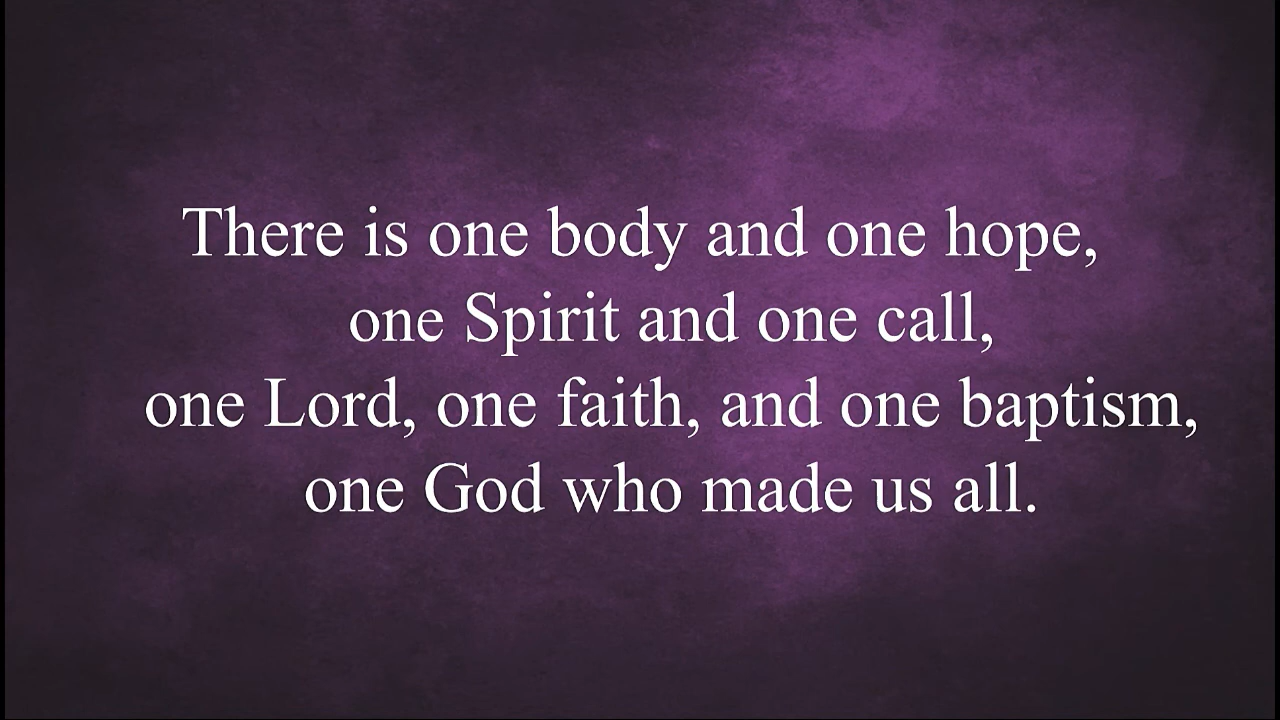 There is one body and one hope,
one Spirit and one call,
one Lord, one faith, and one baptism,
one God who made us all.